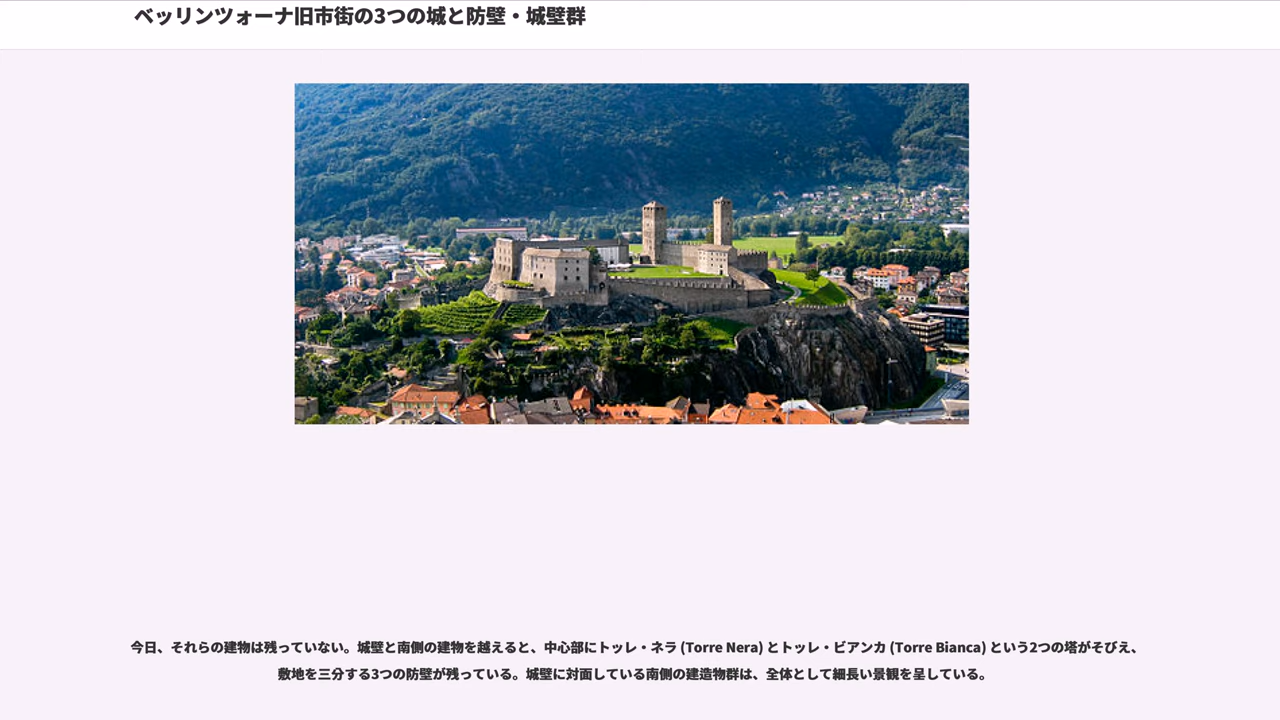 ベッリンツォーナ旧市街の3つの城と防壁・城壁群
今日、それらの建物は残っていない。城壁と南側の建物を越えると、中心部にトッレ・ネラ (Torre Nera) とトッレ・ビアンカ (Torre Bianca) という2つの塔がそびえ、
敷地を三分する3つの防壁が残っている。城壁に対面している南側の建造物群は、全体として細長い景観を呈している。